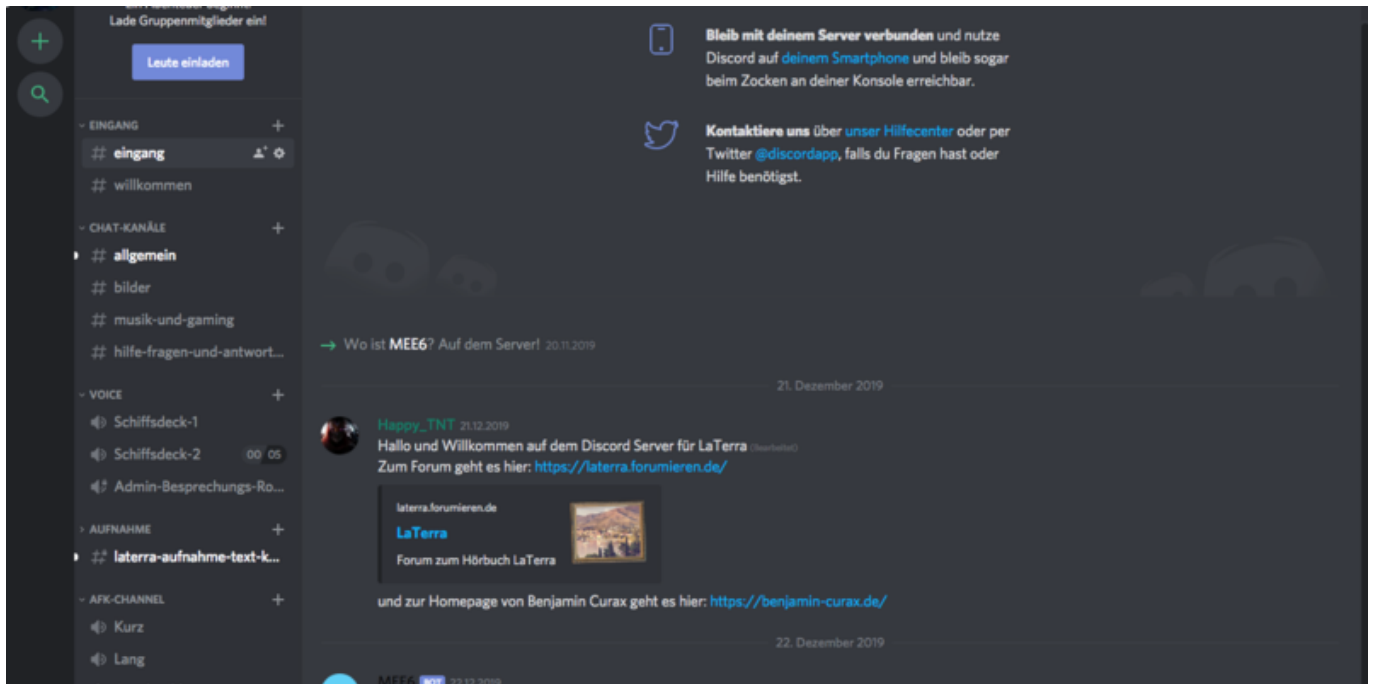 Lade Gruppenmitglieder ein!
Leute einladen
EINGANG
eingang
willkommen
CHAT-KANÄLE
allgemein
bilder
musik-und-gaming
hilfe-fragen-und-antwort...
VOICE
Schiffsdeck-1
Schiffsdeck-2 00 05
Admin-Besprechungs-Ro...
AUFNAHME
laterra-aufnahme-text-k...
AFK-CHANNEL
Kurz
Lang
Bleib mit deinem Server verbunden und nutze
Discord auf deinem Smartphone und bleib sogar
beim Zocken an deiner Konsole erreichbar.
Kontaktiere uns über unser Hilfecenter oder per
Twitter @discordapp, falls du Fragen hast oder
Hilfe benötigst.
Wo ist MEE6? Auf dem Server! 20.11.2019
21. Dezember 2019
Happy_TNT 21.12.2019
Hallo und Willkommen auf dem Discord Server für LaTerra (bearbeitet)
Zum Forum geht es hier: https://laterra.forumieren.de/
laterra.forumieren.de
LaTerra
Forum zum Hörbuch LaTerra
und zur Homepage von Benjamin Curax geht es hier: https://benjamin-curax.de/
22. Dezember 2019
MEE6 BOT 22.12.2019